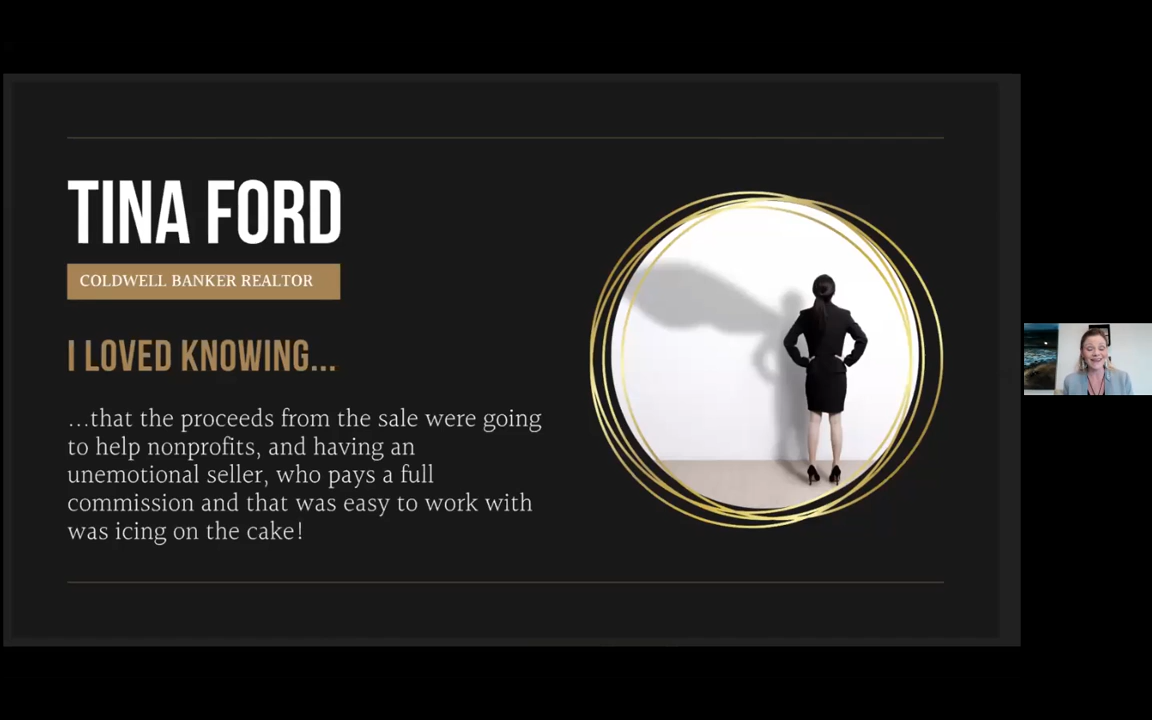 TINA FORD
COLDWELL BANKER REALTOR
I LOVED KNOWING...
...that the proceeds from the sale were going
to help nonprofits, and having an
unemotional seller, who pays a full
commission and that was easy to work with
was icing on the cake!